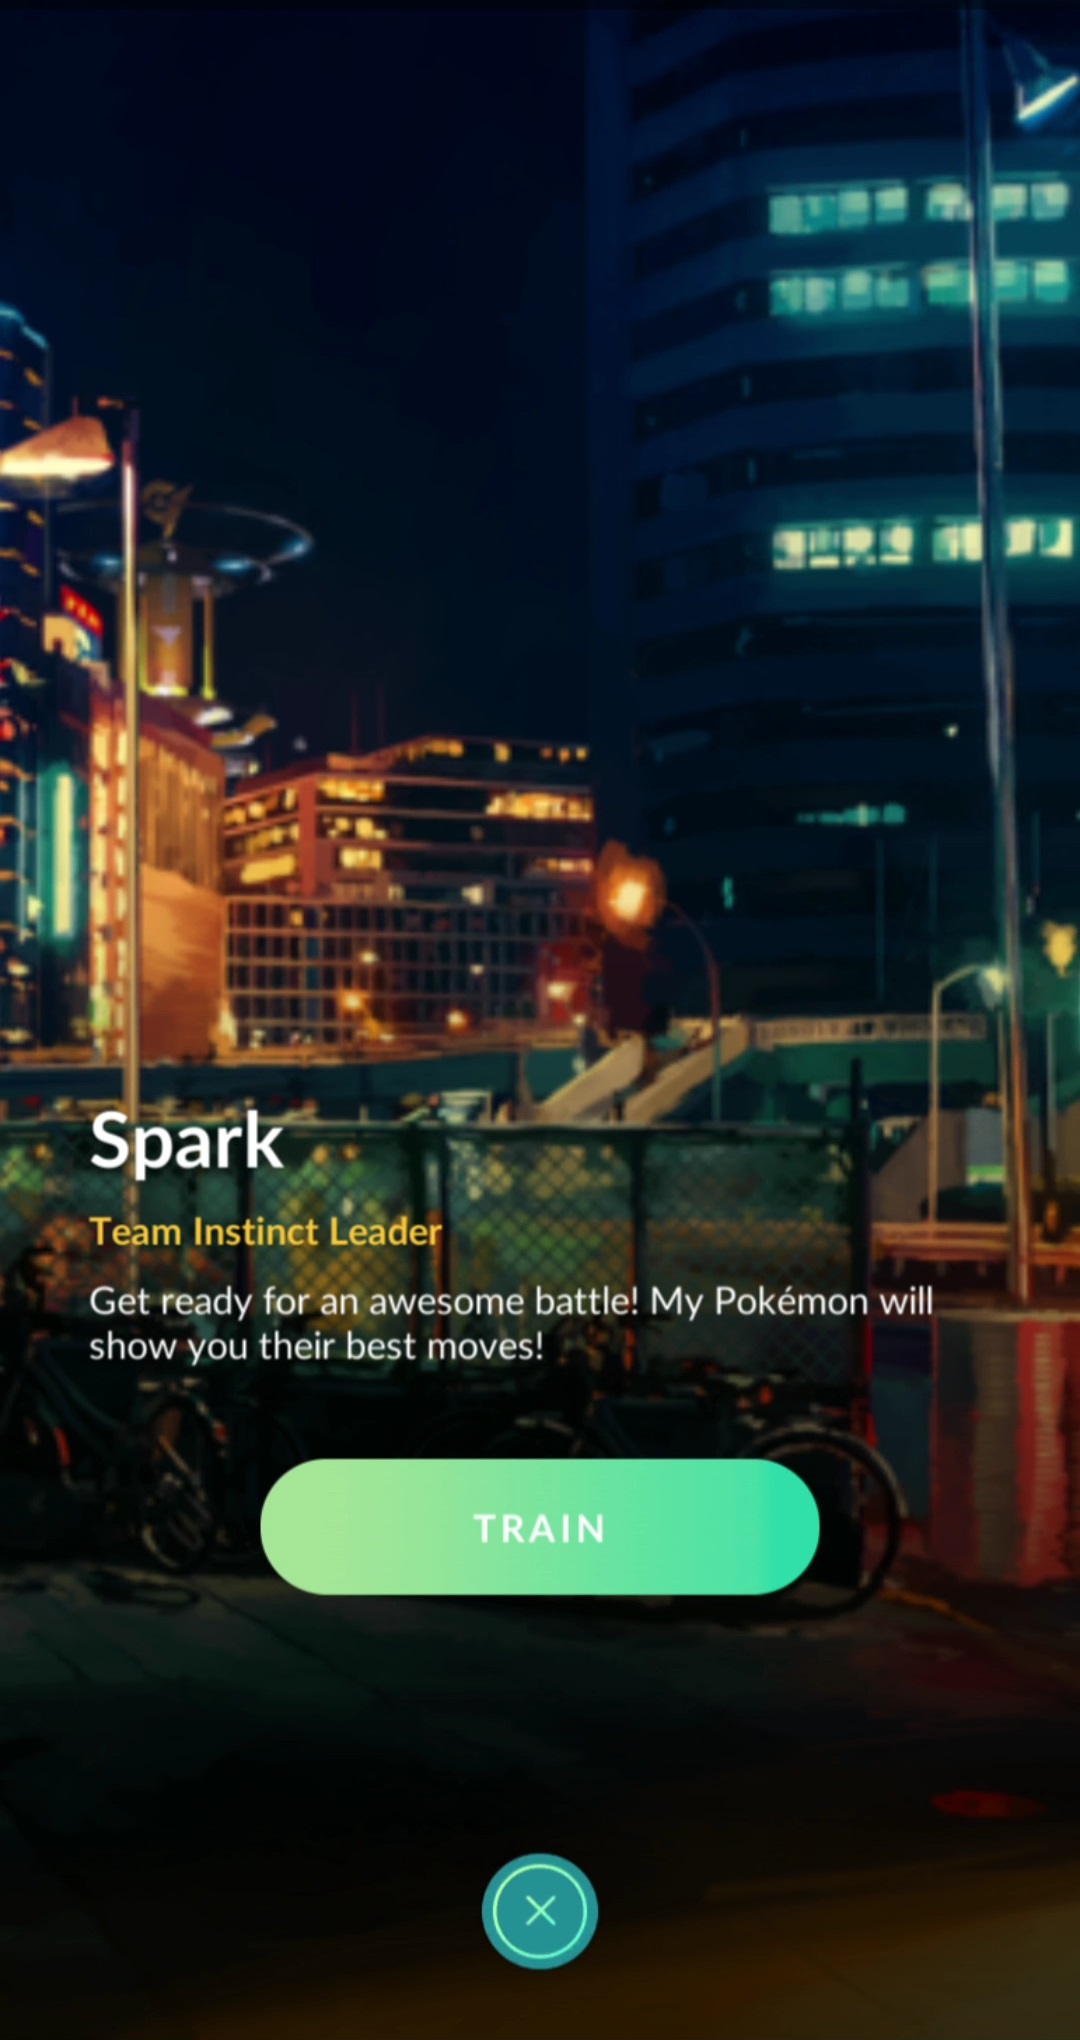 Spark
Team Instinct Leader
Get ready for an awesome battle! My Pokémon will
show you their best moves!
TRAIN